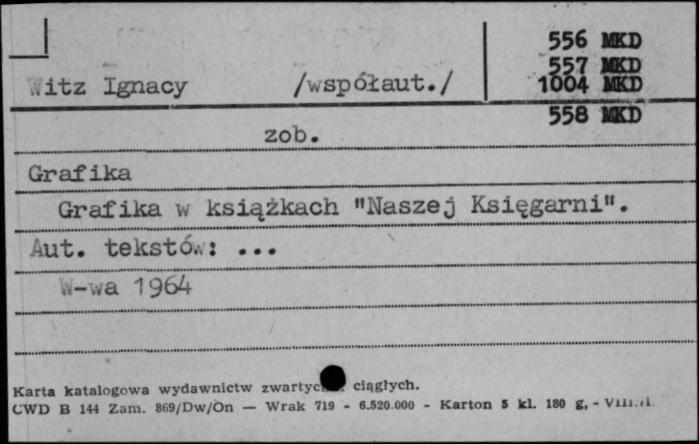 556 MKD
557 MKD
Witz Ignacy /współaut./ 1004 MKD
558 MKD
zob.
Grafika
Grafika w książkach "Naszej Księgarni".
Aut. tekstów: ...
W-wa 1964
Karta katalogowa wydawnictw zwartych ciągłych.
CWD B 144 Zam. 869/Dw/On — Wrak 719 - 6.520.000 - Karton 5 kl. 180 g, -